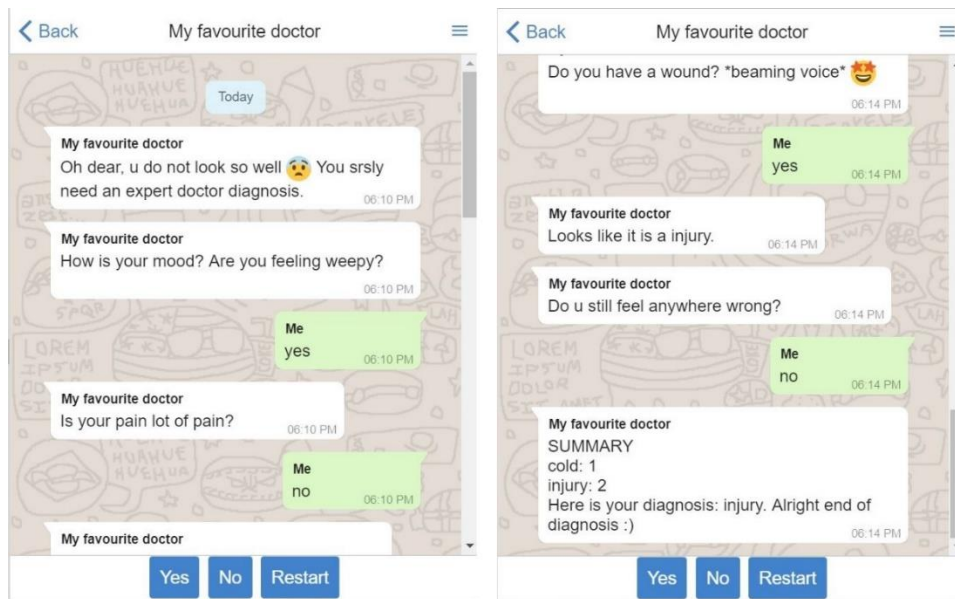 Back
My favourite doctor
Today
My favourite doctor
Oh dear, u do not look so well 😨 You srsly
need an expert doctor diagnosis.
06:10 PM
My favourite doctor
How is your mood? Are you feeling weepy?
06:10 PM
Me
yes
06:10 PM
My favourite doctor
Is your pain lot of pain?
06:10 PM
Me
no
06:10 PM
My favourite doctor
Yes
No
Restart
Back
My favourite doctor
Do you have a wound? *beaming voice* 🤩
06:14 PM
Me
yes
06:14 PM
My favourite doctor
Looks like it is a injury.
06:14 PM
My favourite doctor
Do u still feel anywhere wrong?
06:14 PM
Me
no
06:14 PM
My favourite doctor
SUMMARY
cold: 1
injury: 2
Here is your diagnosis: injury. Alright end of
diagnosis :)
06:14 PM
Yes
No
Restart